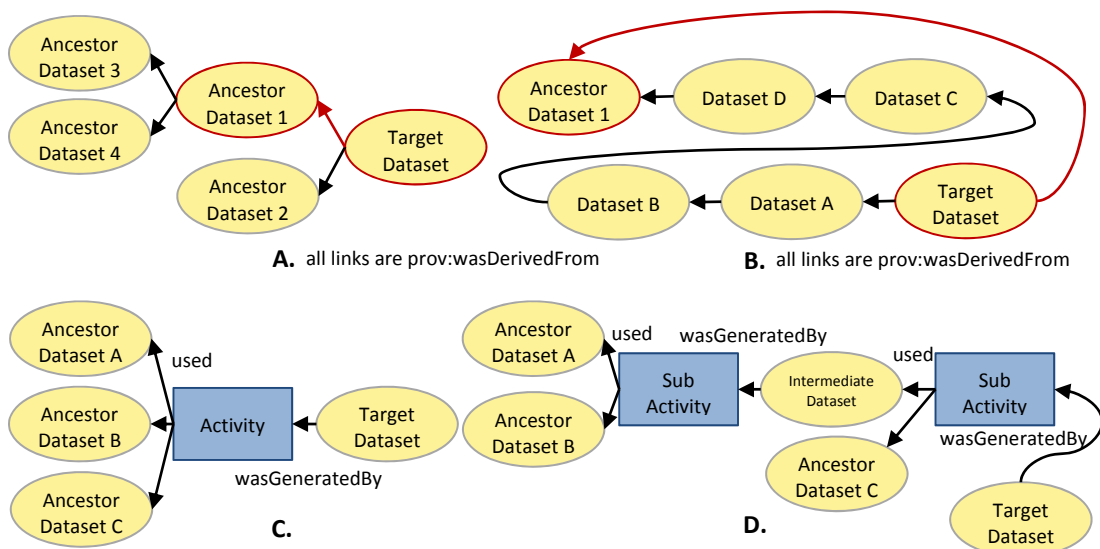 Ancestor
Dataset 3
Ancestor
Dataset 4
Ancestor
Dataset 1
Target
Dataset
Ancestor
Dataset 2
A. all links are prov:wasDerivedFrom
Ancestor
Dataset 1
Dataset D
Dataset C
Dataset B
Dataset A
Target
Dataset
B. all links are prov:wasDerivedFrom
Ancestor
Dataset A
used
Ancestor
Dataset B
Activity
Target
Dataset
wasGeneratedBy
Ancestor
Dataset C
C.
Ancestor
Dataset A
used
wasGeneratedBy
Sub
Activity
Ancestor
Dataset B
Intermediate
Dataset
used
Sub
Activity
wasGeneratedBy
Ancestor
Dataset C
Target
Dataset
D.